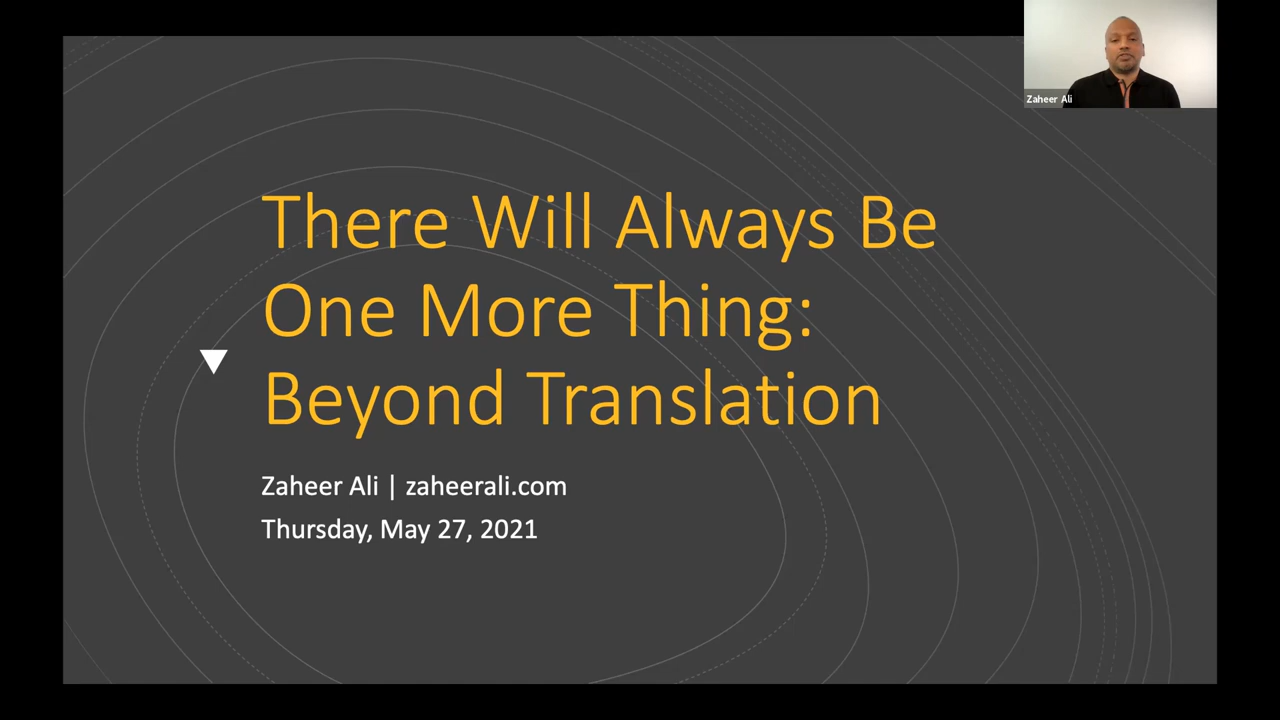 Zaheer Ali
There Will Always Be
One More Thing:
Beyond Translation
Zaheer Ali | zaheerali.com
Thursday, May 27, 2021